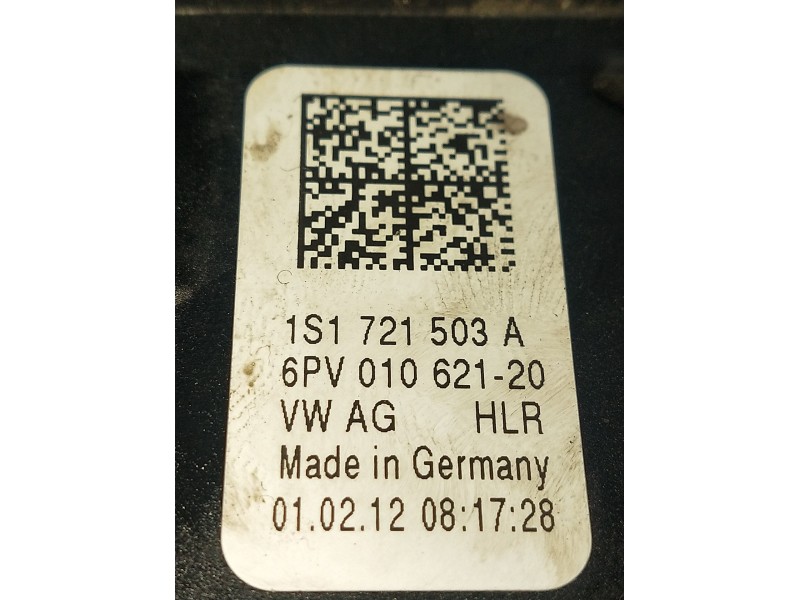 1S1 721 503 A
6PV 010 621-20
VW AG HLR
Made in Germany
01.02.12 08:17:28